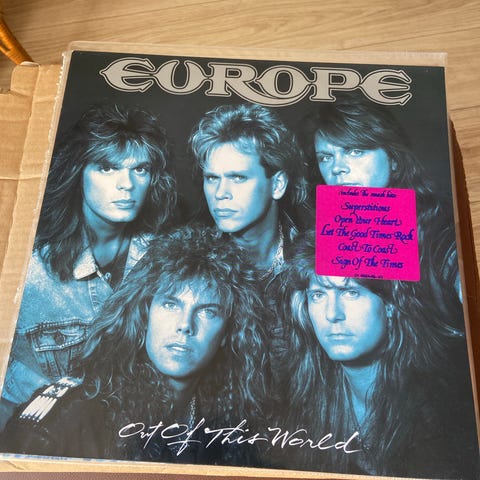 EUROPE
includes the smash hits:
Superstitious
Open Your Heart
Let The Good Times Rock
Coast To Coast
Sign Of The Times
Out Of This World